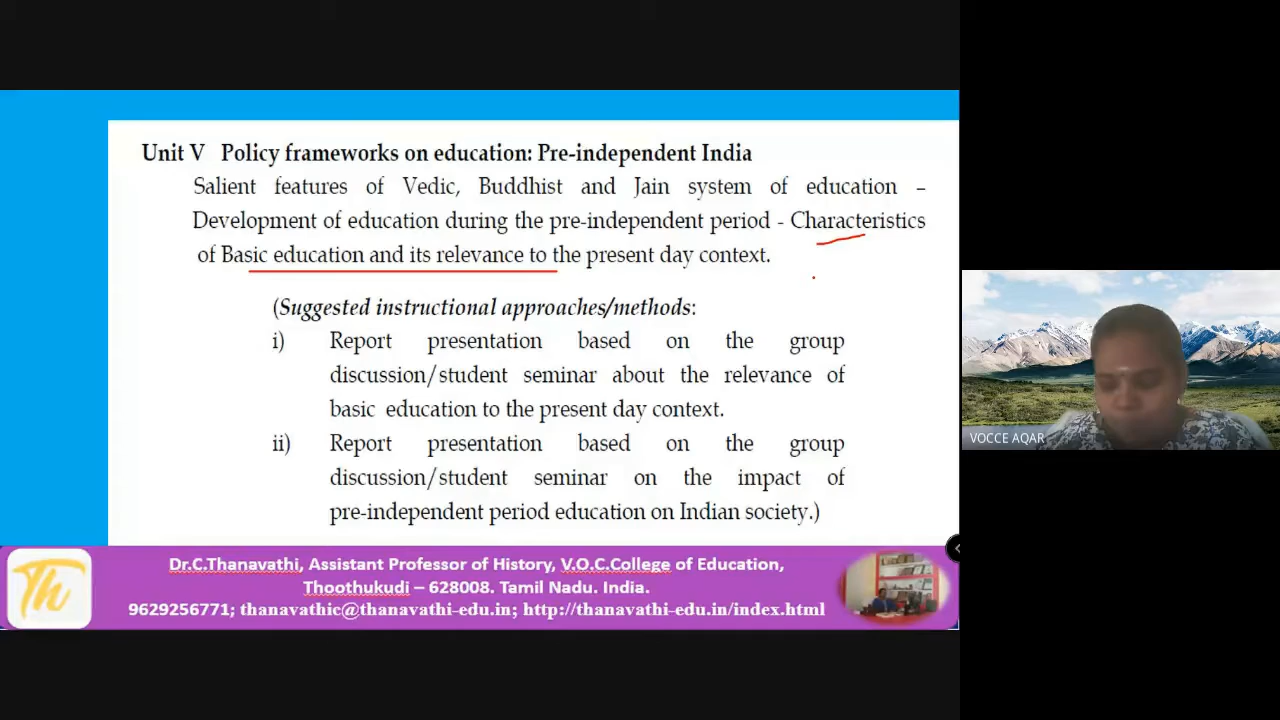 Unit V Policy frameworks on education: Pre-independent India
Salient features of Vedic, Buddhist and Jain system of education –
Development of education during the pre-independent period - Characteristics
of Basic education and its relevance to the present day context.
(Suggested instructional approaches/methods:
i) Report presentation based on the group
discussion/student seminar about the relevance of
basic education to the present day context.
ii) Report presentation based on the group
discussion/student seminar on the impact of
pre-independent period education on Indian society.)
Th
Dr.C.Thanavathi, Assistant Professor of History, V.O.C.College of Education,
Thoothukudi – 628008. Tamil Nadu. India.
9629256771; thanavathic@thanavathi-edu.in; http://thanavathi-edu.in/index.html
VOCCE AQAR